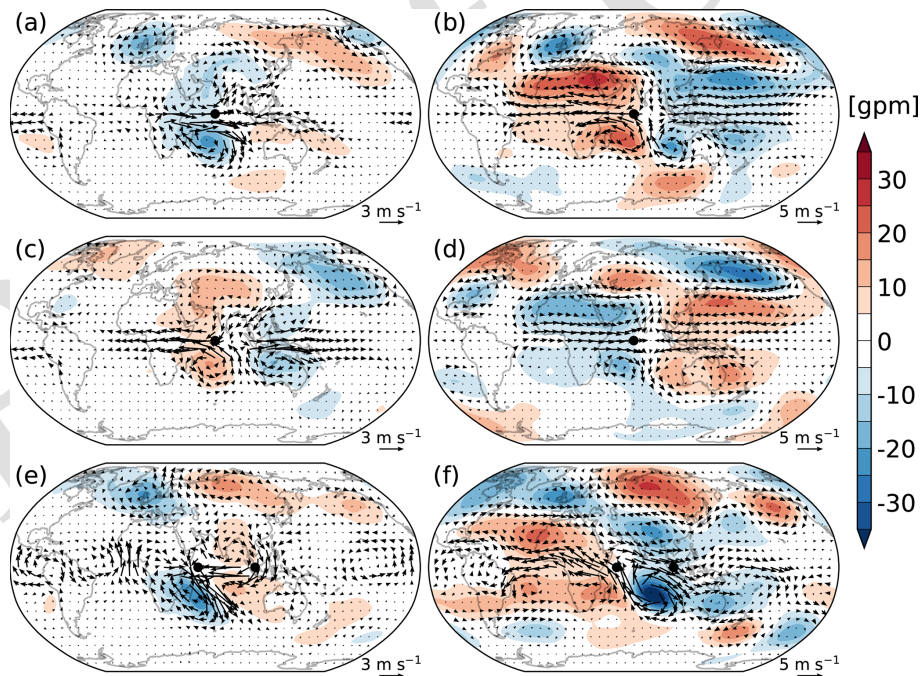 (a)
(b)
[gpm]
3 m s⁻¹
5 m s⁻¹
(c)
(d)
3 m s⁻¹
5 m s⁻¹
(e)
(f)
3 m s⁻¹
5 m s⁻¹
30
20
10
0
-10
-20
-30